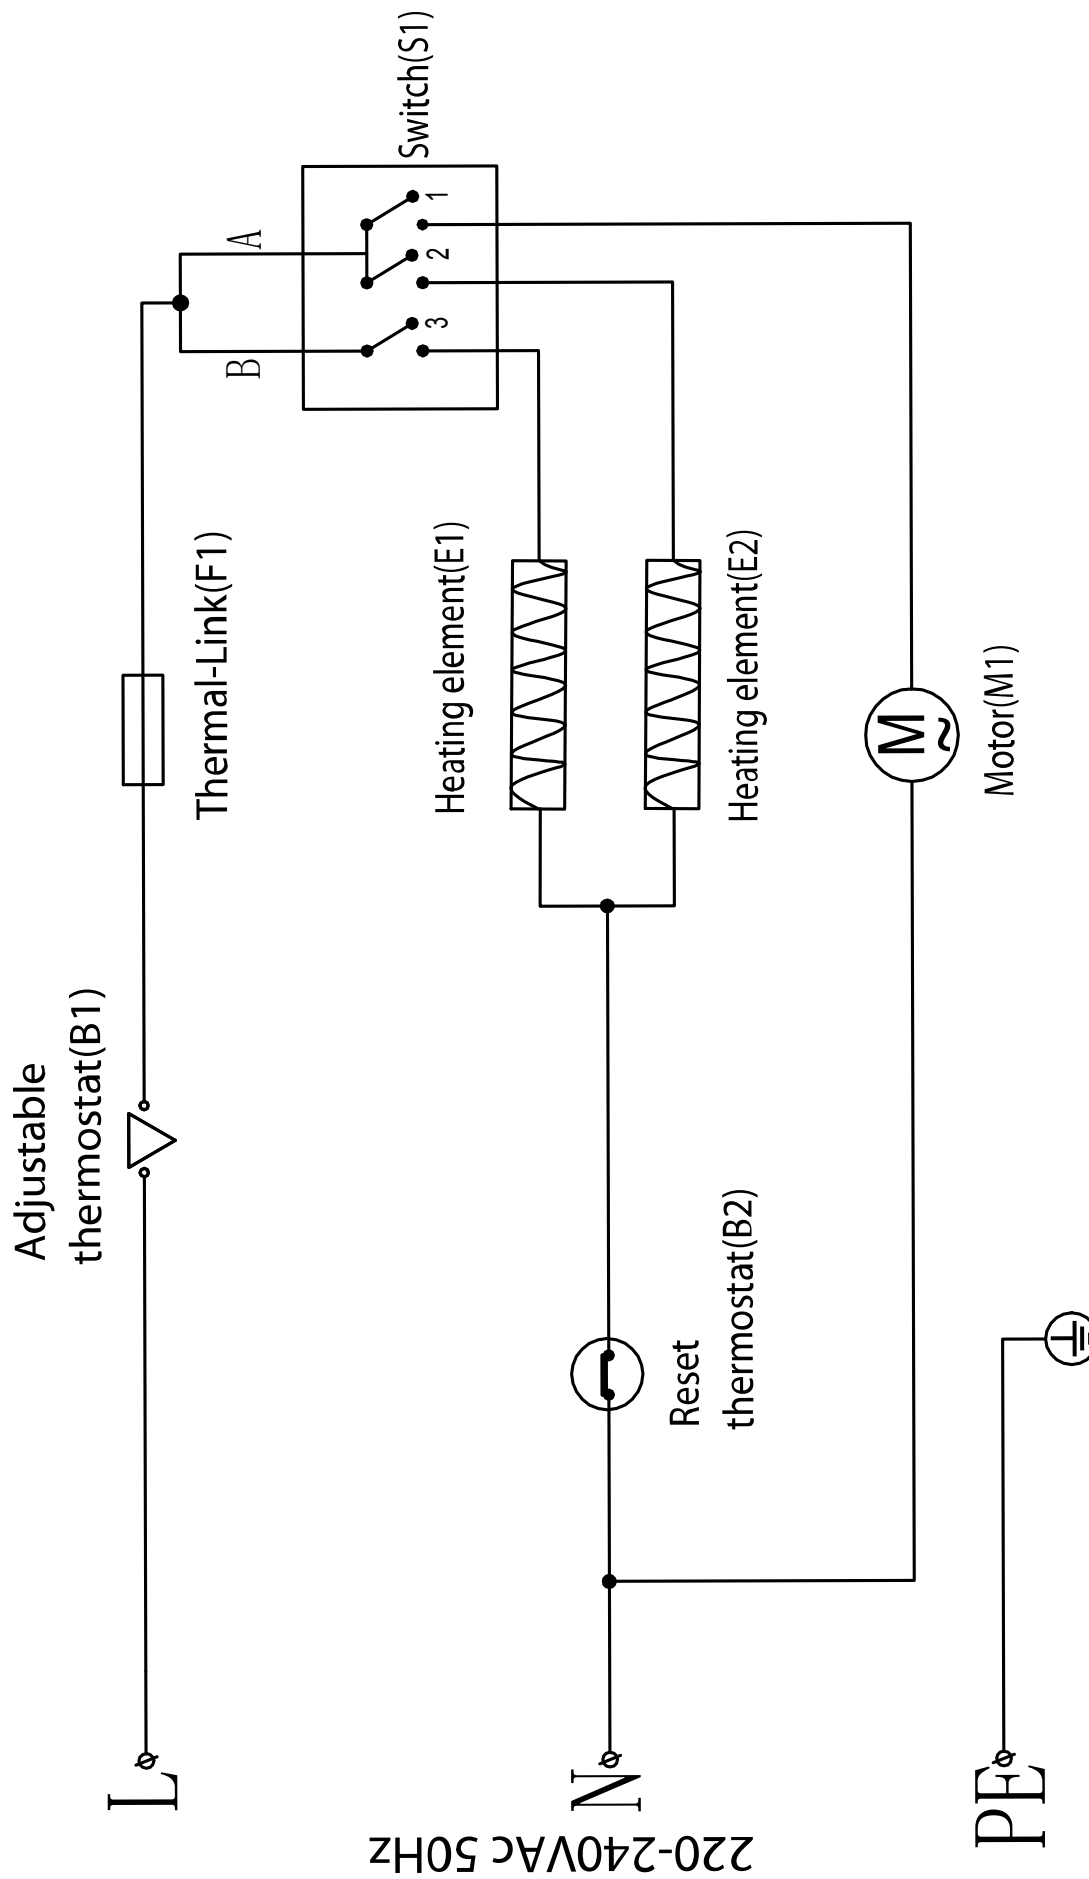 Adjustable
thermostat(B1)
Thermal-Link(F1)
A
B
Switch(S1)
1
2
3
Heating element(E1)
Heating element(E2)
Reset
thermostat(B2)
M
~
Motor(M1)
L
N
PE
220-240VAc 50Hz